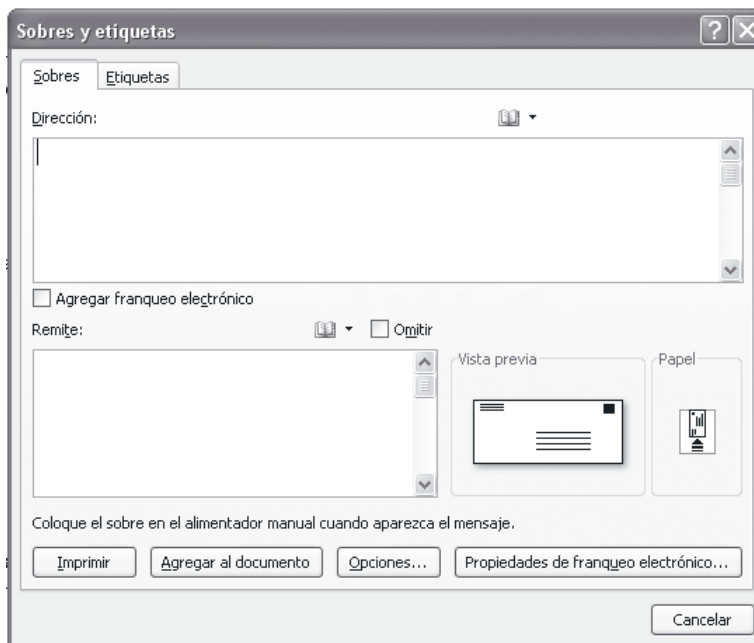 Sobres y etiquetas
Sobres Etiquetas
Dirección:
Agregar franqueo electrónico
Remite: Omitir
Vista previa Papel
Coloque el sobre en el alimentador manual cuando aparezca el mensaje.
Imprimir Agregar al documento Opciones... Propiedades de franqueo electrónico...
Cancelar